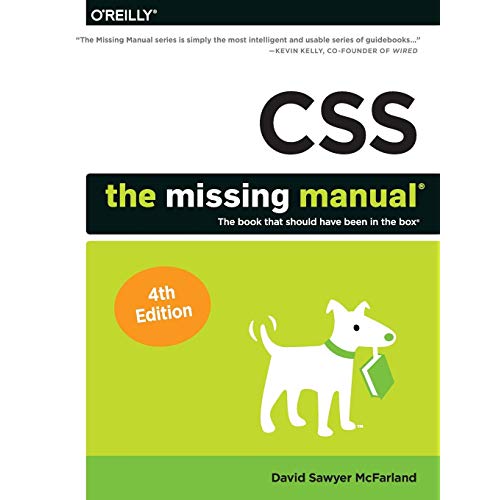 O'REILLY®
“The Missing Manual series is simply the most intelligent and usable series of guidebooks...”
—KEVIN KELLY, CO-FOUNDER OF WIRED
CSS
the missing manual®
The book that should have been in the box®
4th
Edition
David Sawyer McFarland